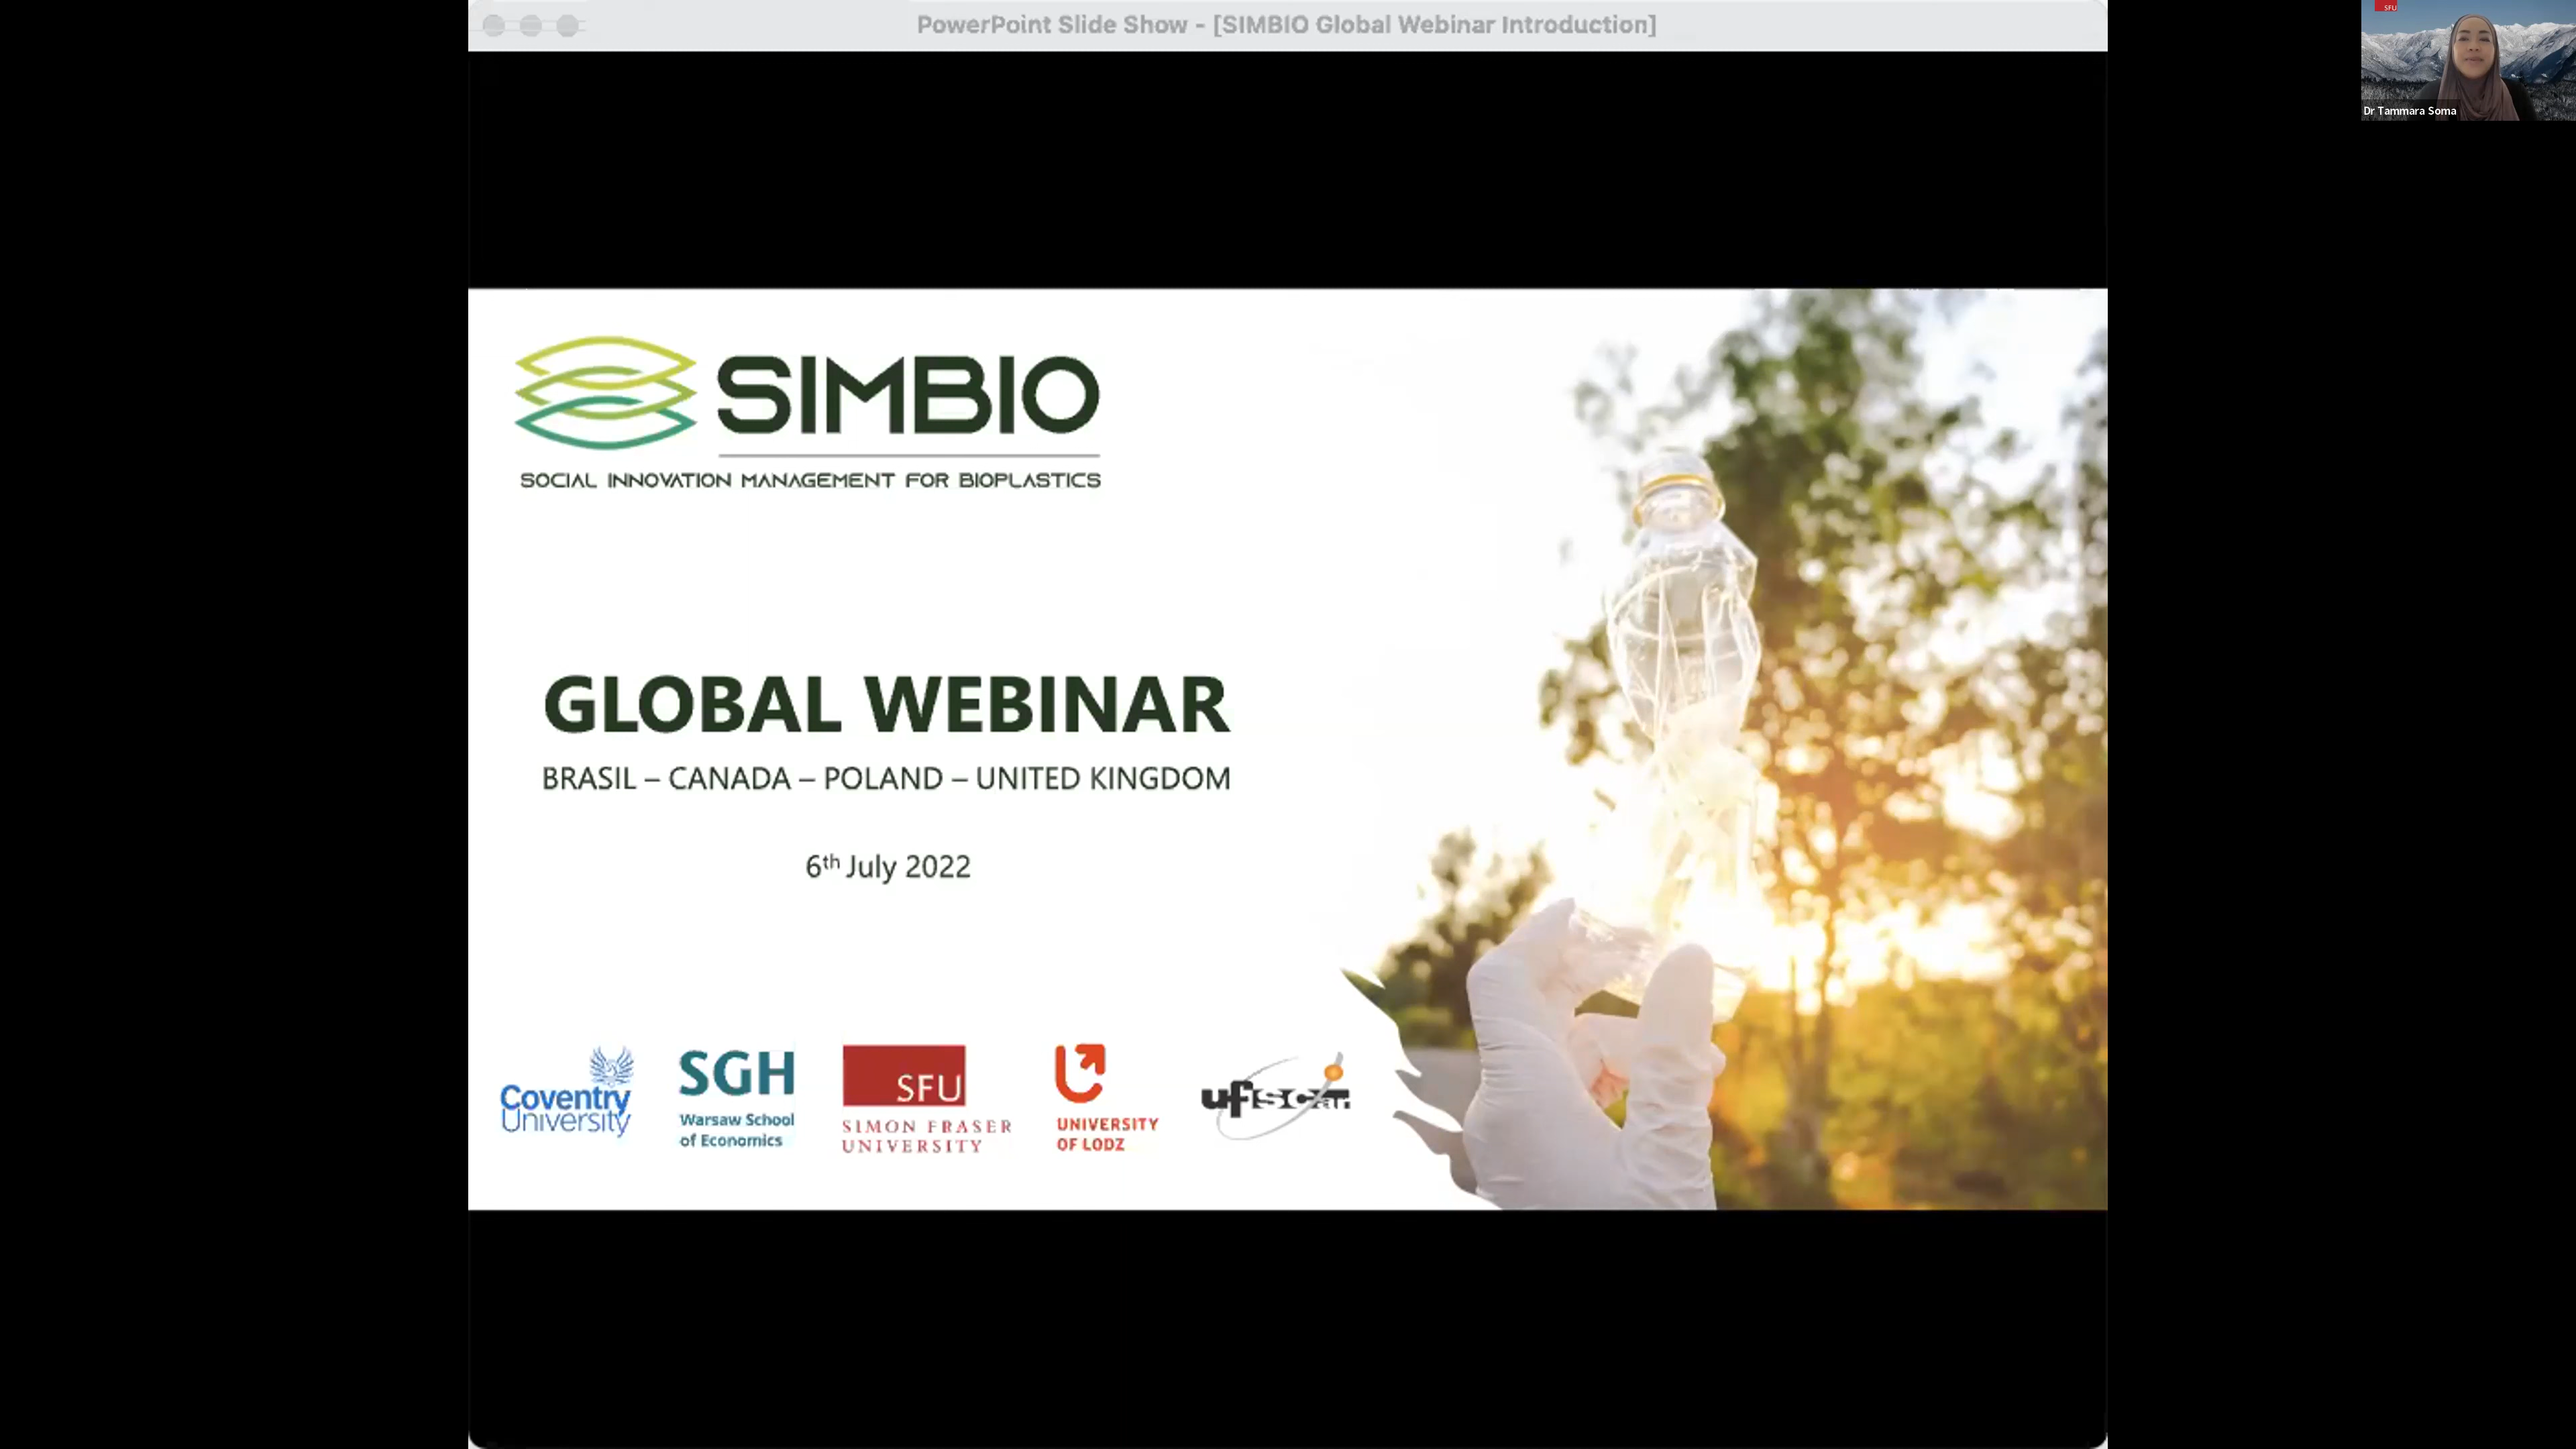 PowerPoint Slide Show - [SIMBIO Global Webinar Introduction]
SFU
Dr Tammara Soma
SIMBIO
SOCIAL INNOVATION MANAGEMENT FOR BIOPLASTICS
GLOBAL WEBINAR
BRASIL – CANADA – POLAND – UNITED KINGDOM
6th July 2022
Coventry
University
SGH
Warsaw School
of Economics
SFU
SIMON FRASER
UNIVERSITY
UNIVERSITY
OF LODZ
ufscar